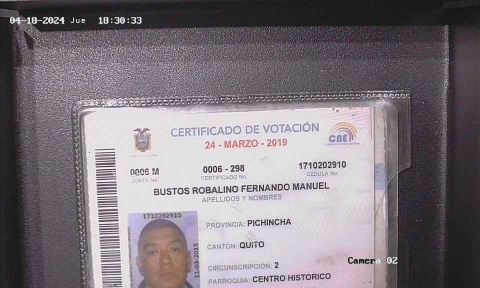 04-18-2024 Jue 18:30:33
CERTIFICADO DE VOTACIÓN
24 - MARZO - 2019
CNE
0006 M
JUNTA No.
0006 - 298
CERTIFICADO No.
1710202910
CÉDULA No.
BUSTOS ROBALINO FERNANDO MANUEL
APELLIDOS Y NOMBRES
1710202910
PROVINCIA: PICHINCHA
CANTÓN: QUITO
CIRCUNSCRIPCIÓN: 2
PARROQUIA: CENTRO HISTORICO
Camera 02